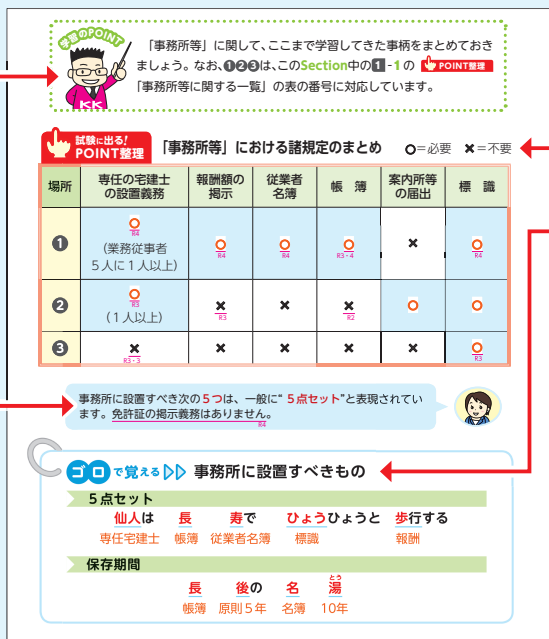 学習のPOINT
「事務所等」に関して、ここまで学習してきた事柄をまとめておき
ましょう。なお、❶❷❸は、このSection中の1-1の POINT整理
「事務所等に関する一覧」の表の番号に対応しています。
KK
試験に出る!
POINT整理 「事務所等」における諸規定のまとめ ○=必要 ×=不要
場所 専任の宅建士の設置義務 報酬額の掲示 従業者名簿 帳簿 案内所等の届出 標識
❶ ○ R4 (業務従事者5人に1人以上) ○ R4 ○ R4 ○ R3・4 × ○ R4
❷ ○ R3 (1人以上) × R3 × × R2 ○ ○
❸ × R3・3 × × × × ○ R3
事務所に設置すべき次の5つは、一般に“5点セット”と表現されてい
ます。免許証の掲示義務はありません。
R4
ゴロで覚える 事務所に設置すべきもの
5点セット
仙人は 長 寿で ひょうひょうと 歩行する
専任宅建士 帳簿 従業者名簿 標識 報酬
保存期間
とう
長 後の 名 湯
帳簿 原則5年 名簿 10年